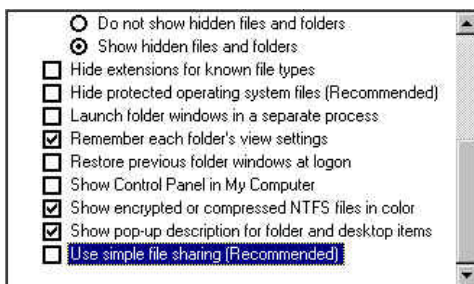 Do not show hidden files and folders
Show hidden files and folders
Hide extensions for known file types
Hide protected operating system files (Recommended)
Launch folder windows in a separate process
Remember each folder's view settings
Restore previous folder windows at logon
Show Control Panel in My Computer
Show encrypted or compressed NTFS files in color
Show pop-up description for folder and desktop items
Use simple file sharing (Recommended)